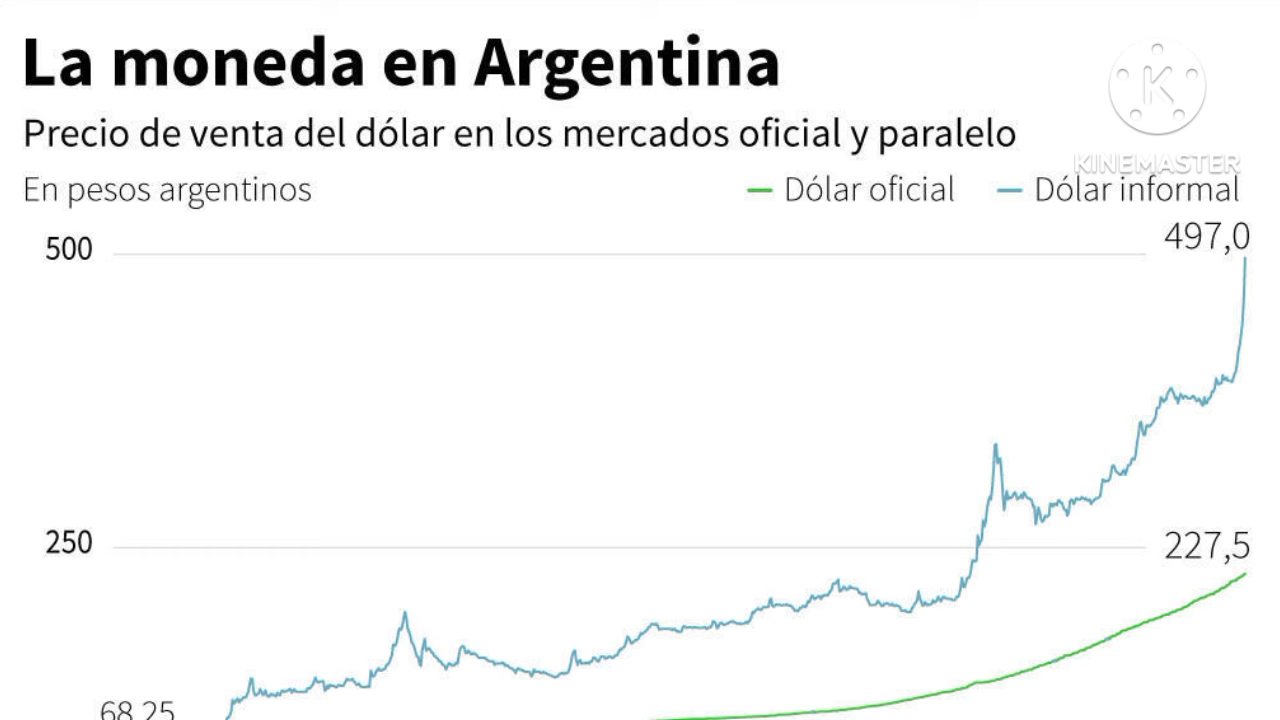 La moneda en Argentina
Precio de venta del dólar en los mercados oficial y paralelo
KINEMASTER
En pesos argentinos
Dólar oficial Dólar informal
497,0
500
250
227,5
68,25